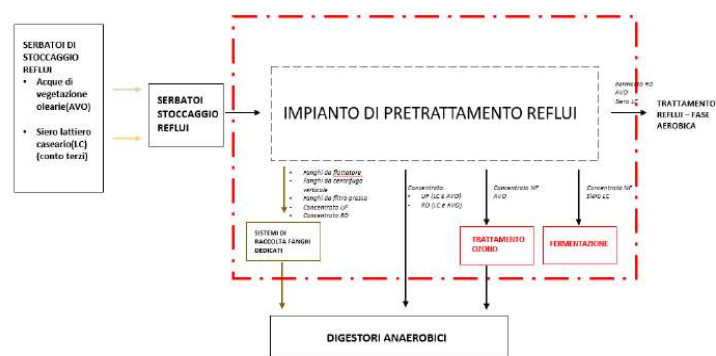 SERBATOI DI
STOCCAGGIO
REFLUI
• Acque di
vegetazione
olearie(AVO)
• Siero lattiero
caseario(LC)
(conto terzi)
SERBATOI
STOCCAGGIO
REFLUI
IMPIANTO DI PRETRATTAMENTO REFLUI
Permeato RO
AVO
Siero LC
TRATTAMENTO
REFLUI – FASE
AEROBICA
• Fanghi da flottatore
• Fanghi da centrifuga
verticale
• Fanghi da filtro pressa
• Concentrato UF
• Concentrato RO
Concentrato
• UF (LC e AVO)
• RO (LC e AVO)
Concentrato NF
AVO
Concentrato NF
Siero LC
SISTEMI DI
RACCOLTA FANGHI
DEDICATI
TRATTAMENTO
OZONO
FERMENTAZIONE
DIGESTORI ANAEROBICI